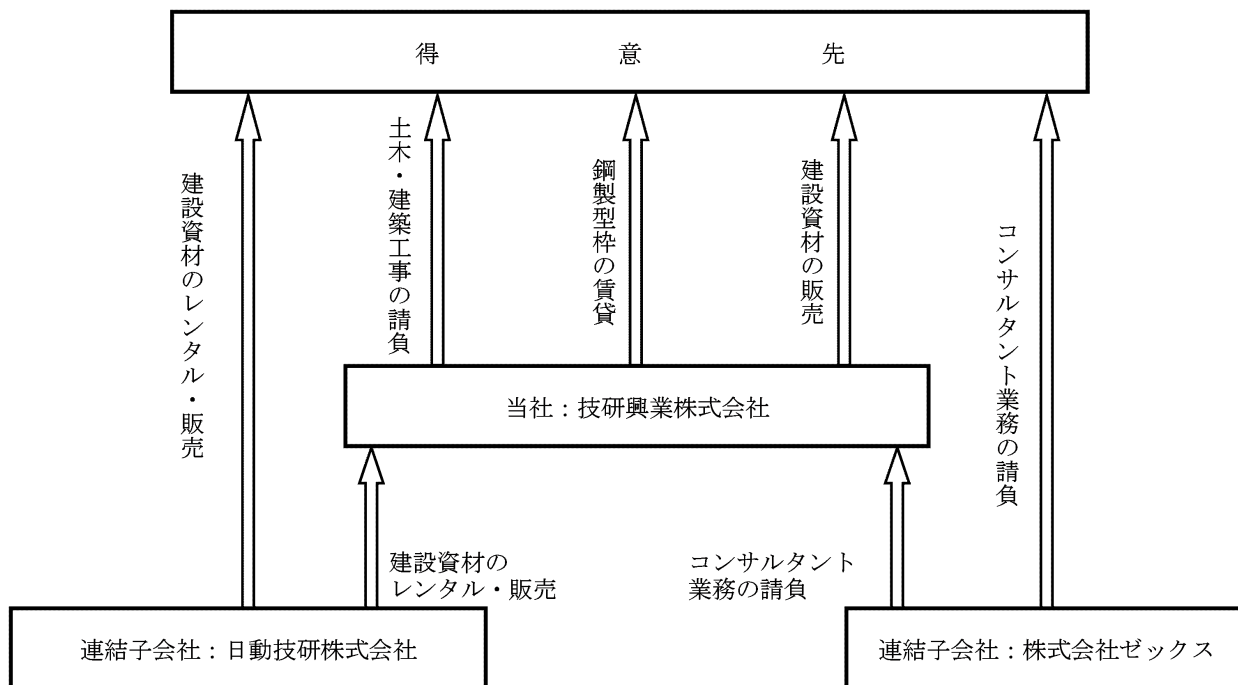 得意先
建設資材のレンタル・販売
土木・建築工事の請負
鋼製型枠の賃貸
建設資材の販売
コンサルタント業務の請負
当社：技研興業株式会社
建設資材の
レンタル・販売
コンサルタント
業務の請負
連結子会社：日動技研株式会社
連結子会社：株式会社ゼックス